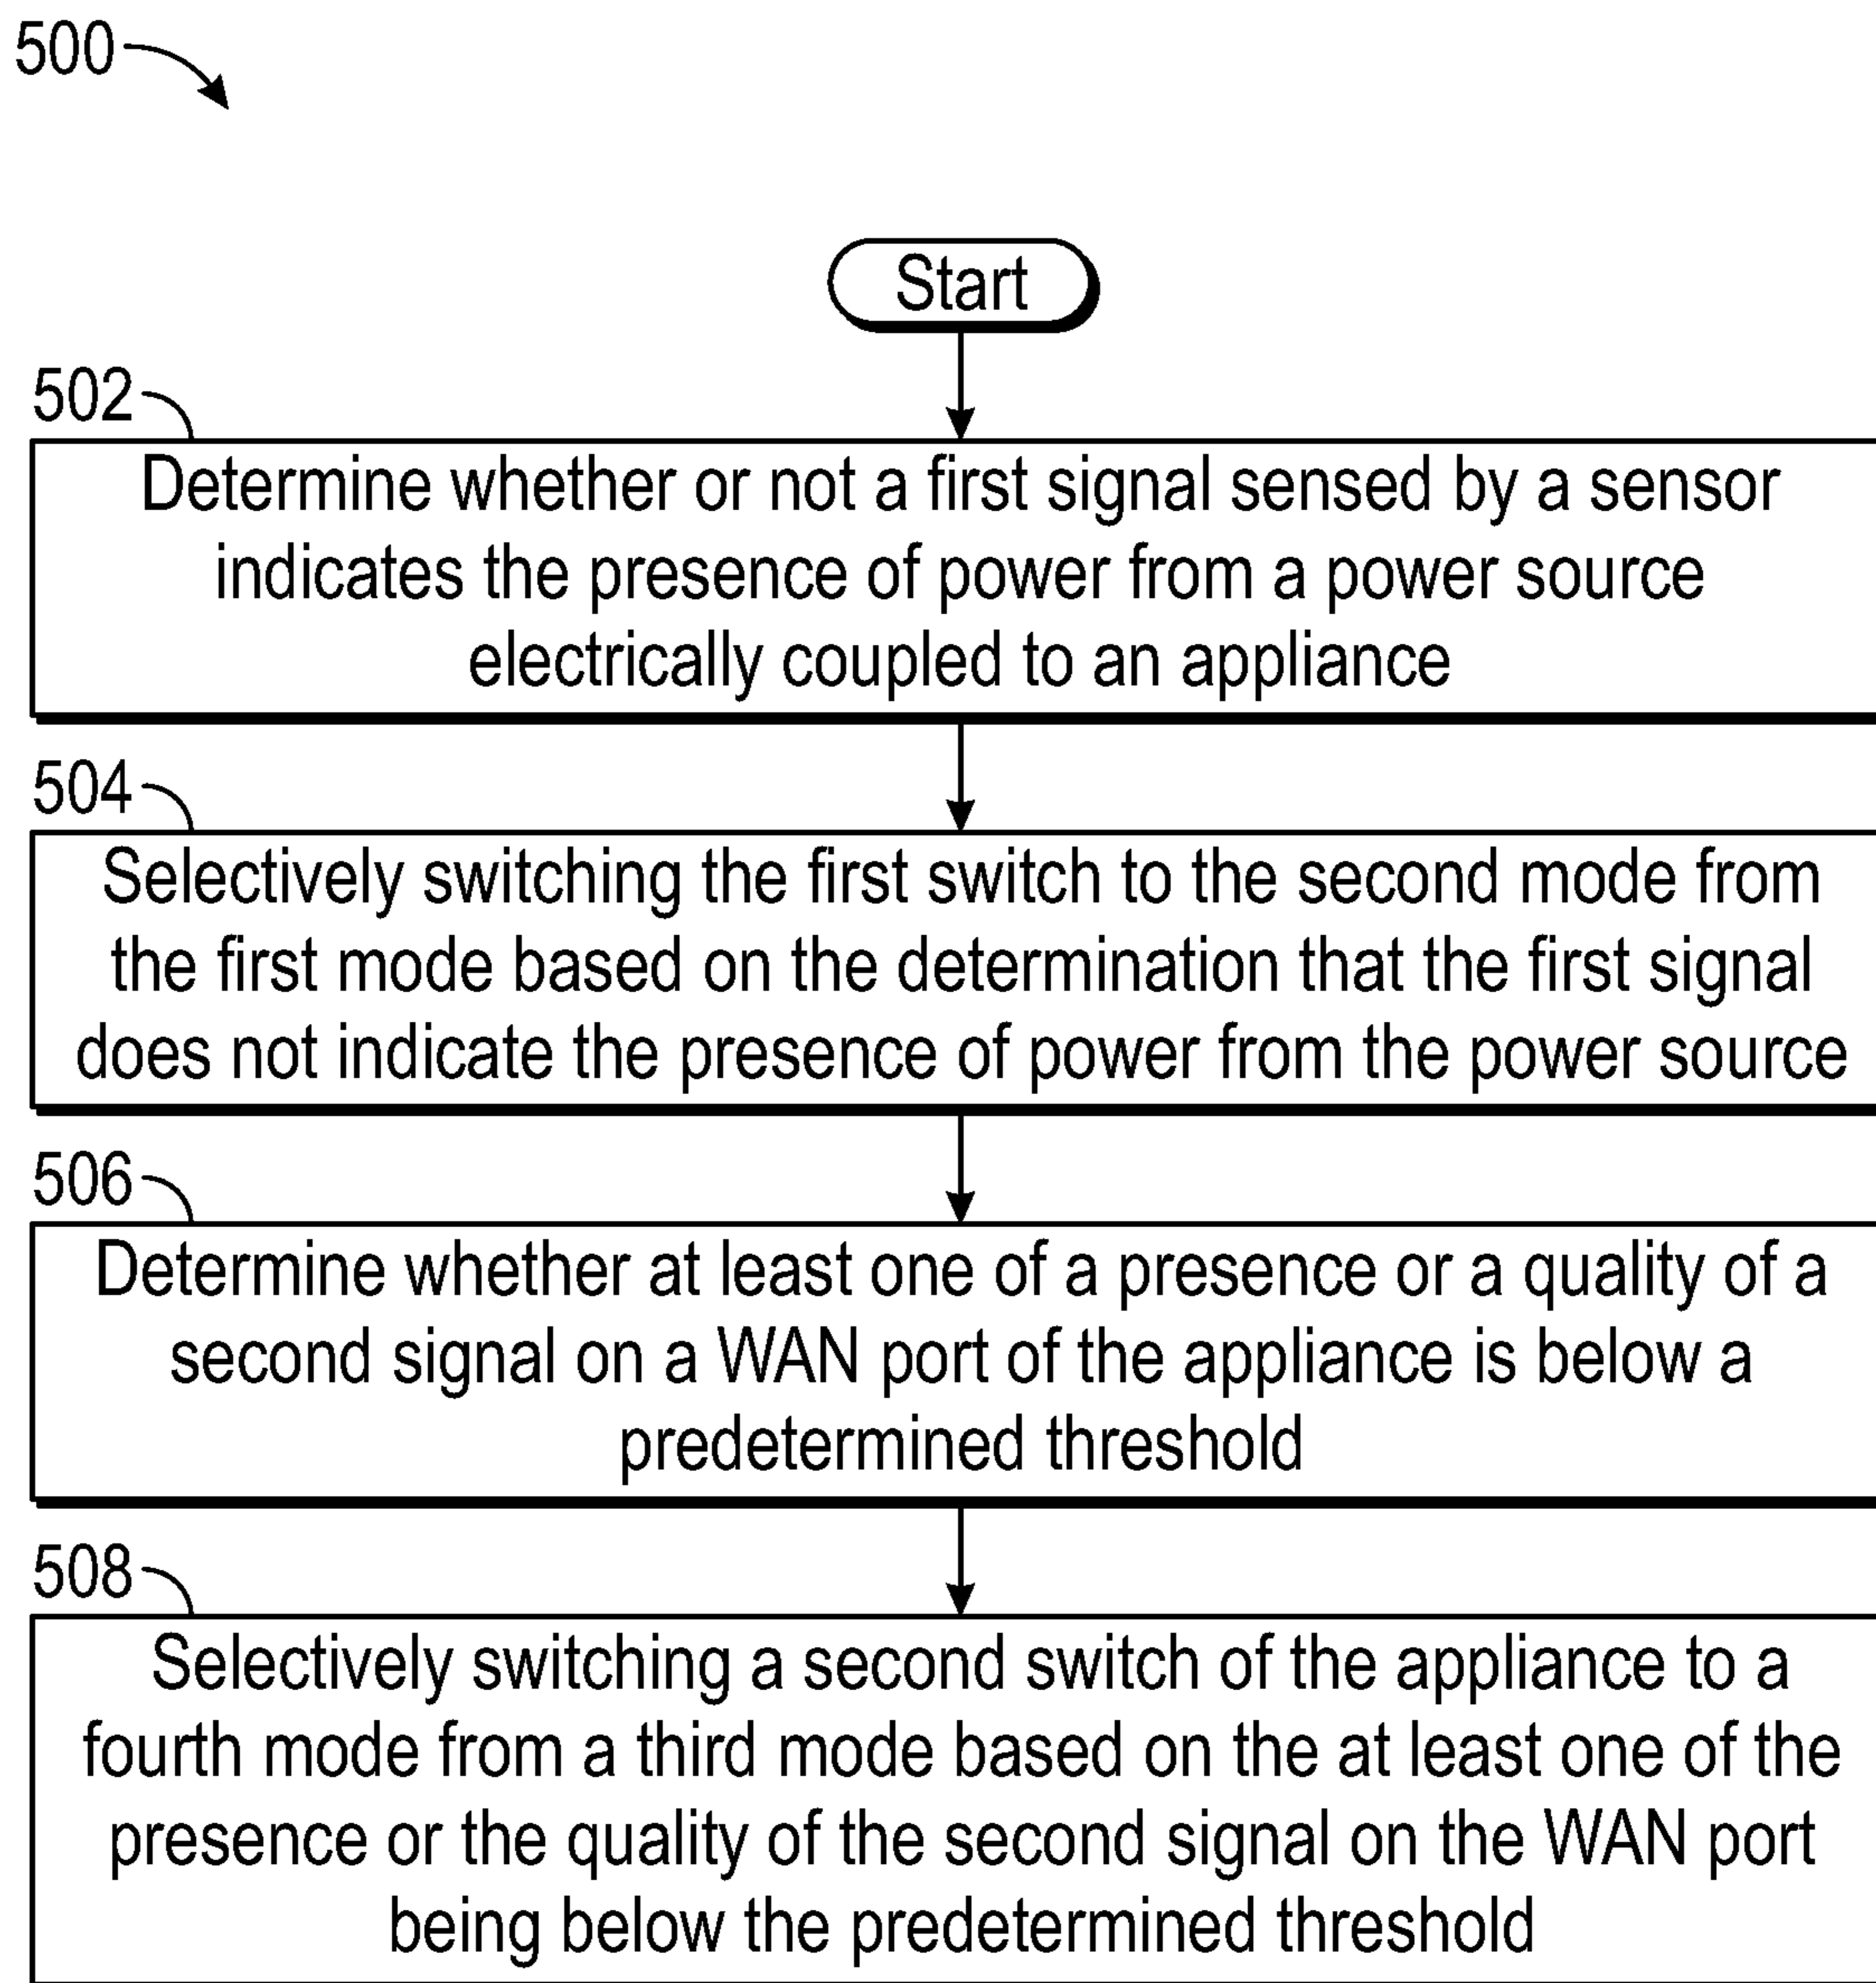 500
Start
502
Determine whether or not a first signal sensed by a sensor
indicates the presence of power from a power source
electrically coupled to an appliance
504
Selectively switching the first switch to the second mode from
the first mode based on the determination that the first signal
does not indicate the presence of power from the power source
506
Determine whether at least one of a presence or a quality of a
second signal on a WAN port of the appliance is below a
predetermined threshold
508
Selectively switching a second switch of the appliance to a
fourth mode from a third mode based on the at least one of the
presence or the quality of the second signal on the WAN port
being below the predetermined threshold